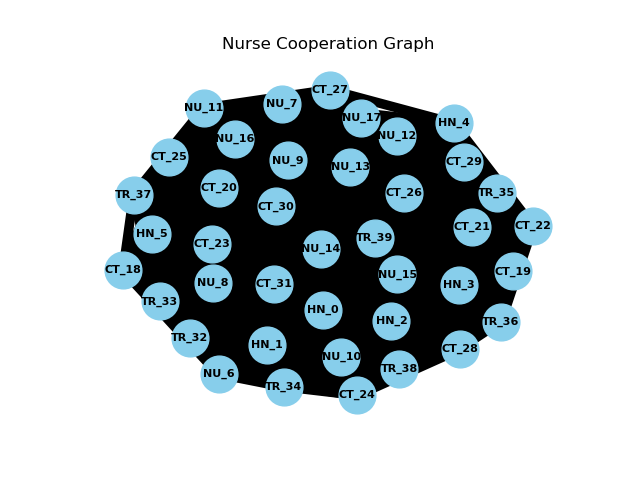 Nurse Cooperation Graph
CT_27
NU_7
NU_11
NU_17
HN_4
NU_12
NU_16
CT_25
NU_9
CT_29
NU_13
CT_20
TR_35
CT_26
TR_37
CT_30
CT_22
CT_21
HN_5
TR_39
CT_23
NU_14
CT_18
CT_19
NU_15
NU_8
CT_31
HN_3
TR_33
HN_0
HN_2
TR_36
TR_32
HN_1
CT_28
NU_10
TR_38
NU_6
TR_34
CT_24